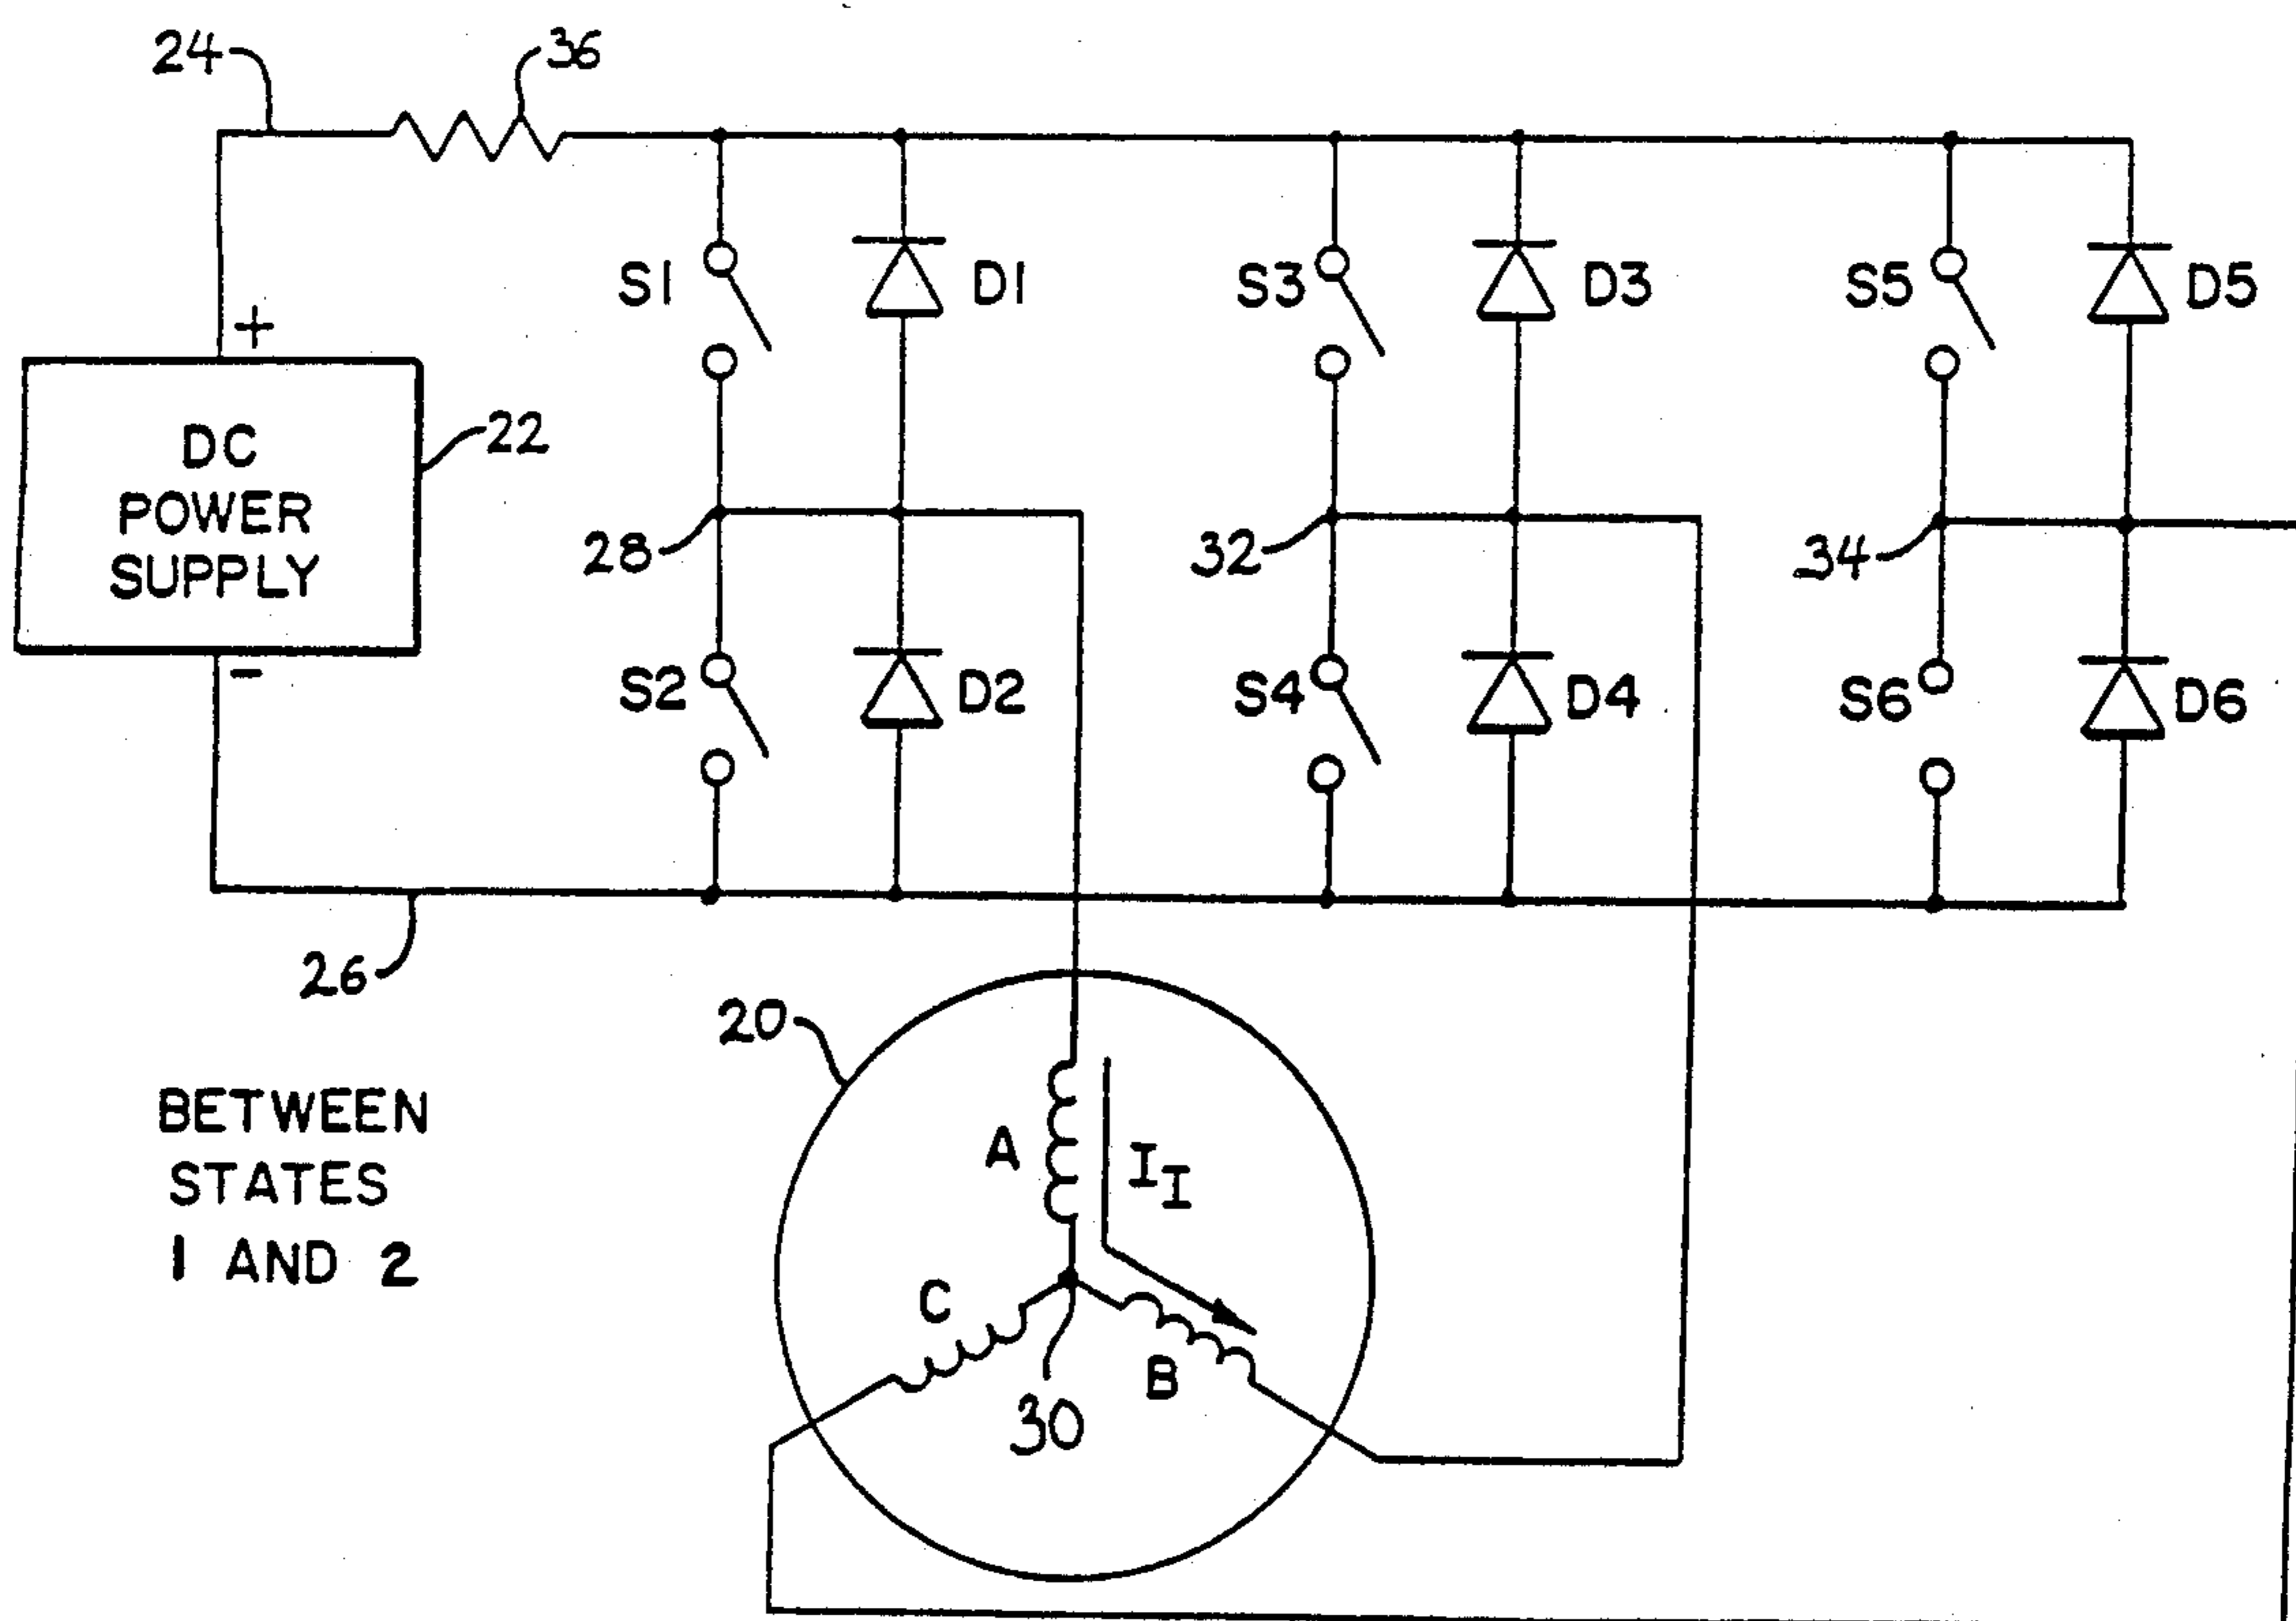 24
36
+
S1
D1
S3
D3
S5
D5
DC
POWER
SUPPLY
22
28
32
34
-
S2
D2
S4
D4
S6
D6
26
20
BETWEEN
STATES
1 AND 2
A
I_I
C
B
30